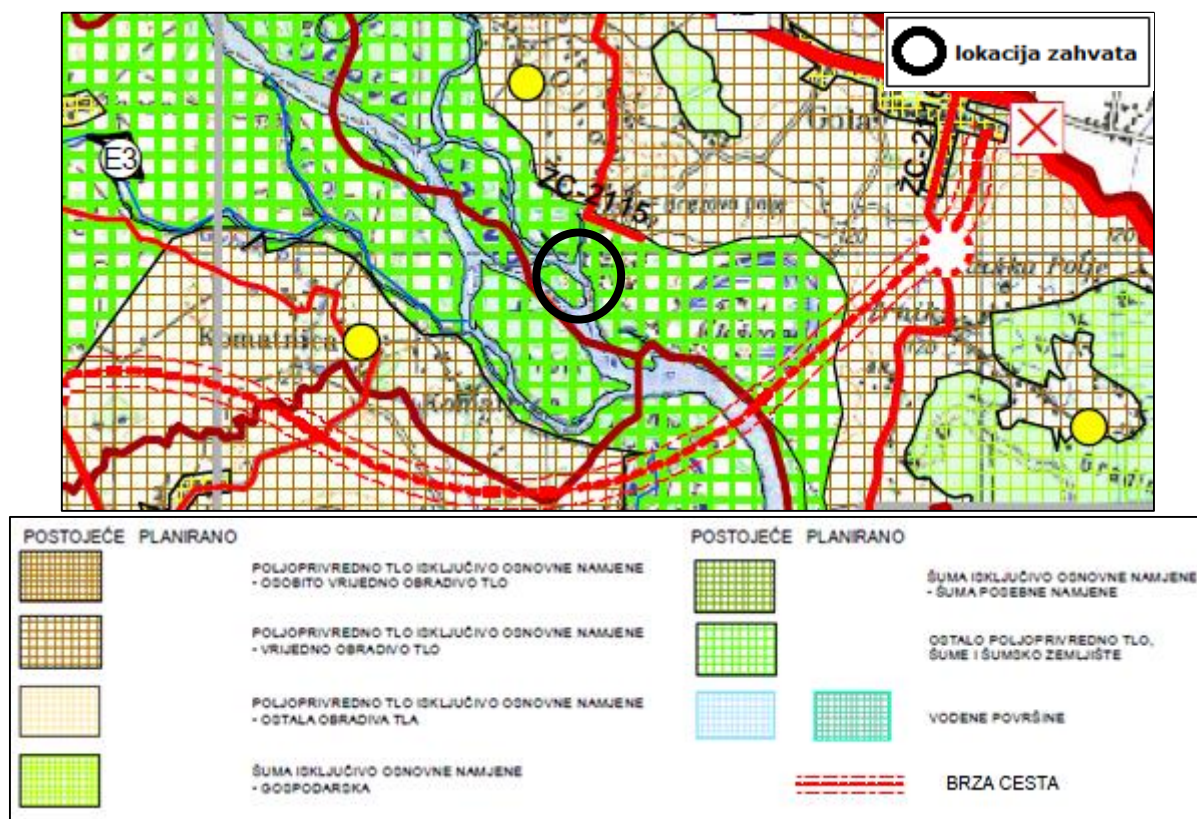 lokacija zahvata
Gola
ŽC-2
E3
ŽC-2115
120
120
Komatnica
POSTOJEĆE PLANIRANO
POLJOPRIVREDNO TLO ISKLJUČIVO OSNOVNE NAMJENE
- OSOBITO VRIJEDNO OBRADIVO TLO
POLJOPRIVREDNO TLO ISKLJUČIVO OSNOVNE NAMJENE
- VRIJEDNO OBRADIVO TLO
POLJOPRIVREDNO TLO ISKLJUČIVO OSNOVNE NAMJENE
- OSTALA OBRADIVA TLA
ŠUMA ISKLJUČIVO OSNOVNE NAMJENE
- GOSPODARSKA
POSTOJEĆE PLANIRANO
ŠUMA ISKLJUČIVO OSNOVNE NAMJENE
- ŠUMA POSEBNE NAMJENE
OSTALO POLJOPRIVREDNO TLO,
ŠUME I ŠUMSKO ZEMLJIŠTE
VODENE POVRŠINE
BRZA CESTA